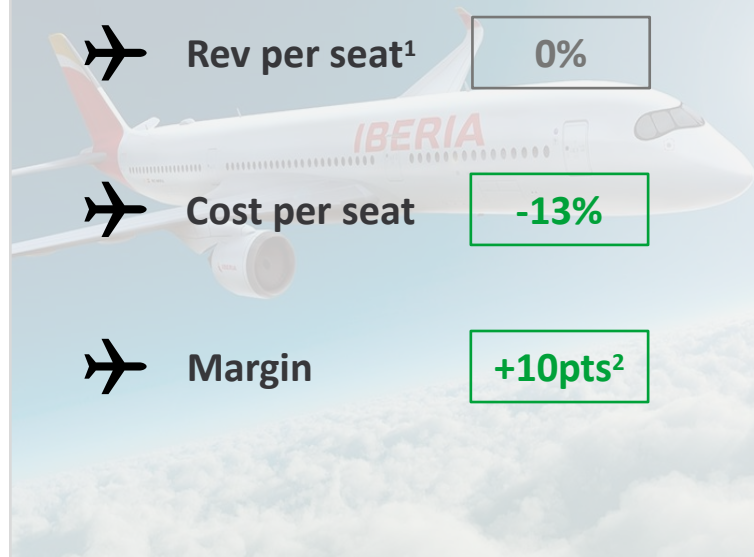 Rev per seat¹ 0%
IBERIA
Cost per seat -13%
Margin +10pts²